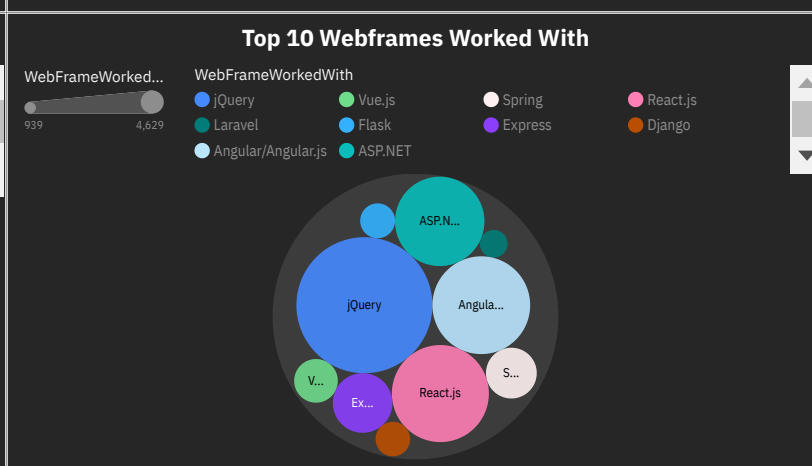 Top 10 Webframes Worked With
WebFrameWorked...
939 4,629
WebFrameWorkedWith
jQuery Vue.js Spring React.js
Laravel Flask Express Django
Angular/Angular.js ASP.NET
ASP.N...
jQuery Angula...
V... Ex... React.js S...